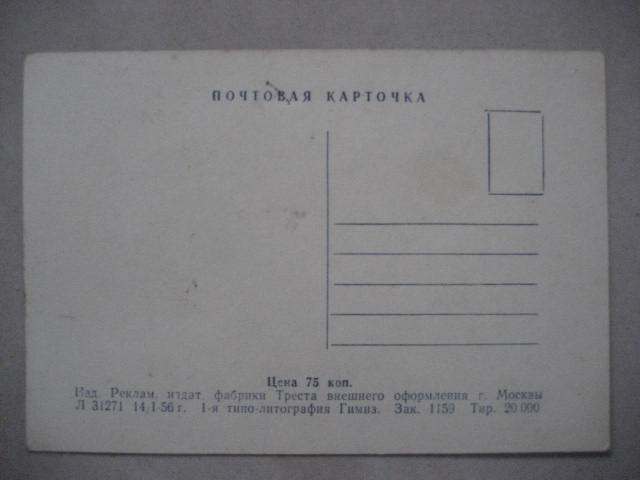 ПОЧТОВАЯ КАРТОЧКА
Цена 75 коп.
Изд. Реклам. издат. фабрики Треста внешнего оформления г. Москвы
Л 31271 14/1-56 г. 1-я типо-литография Гимиз. Зак. 1159 Тир. 20 000